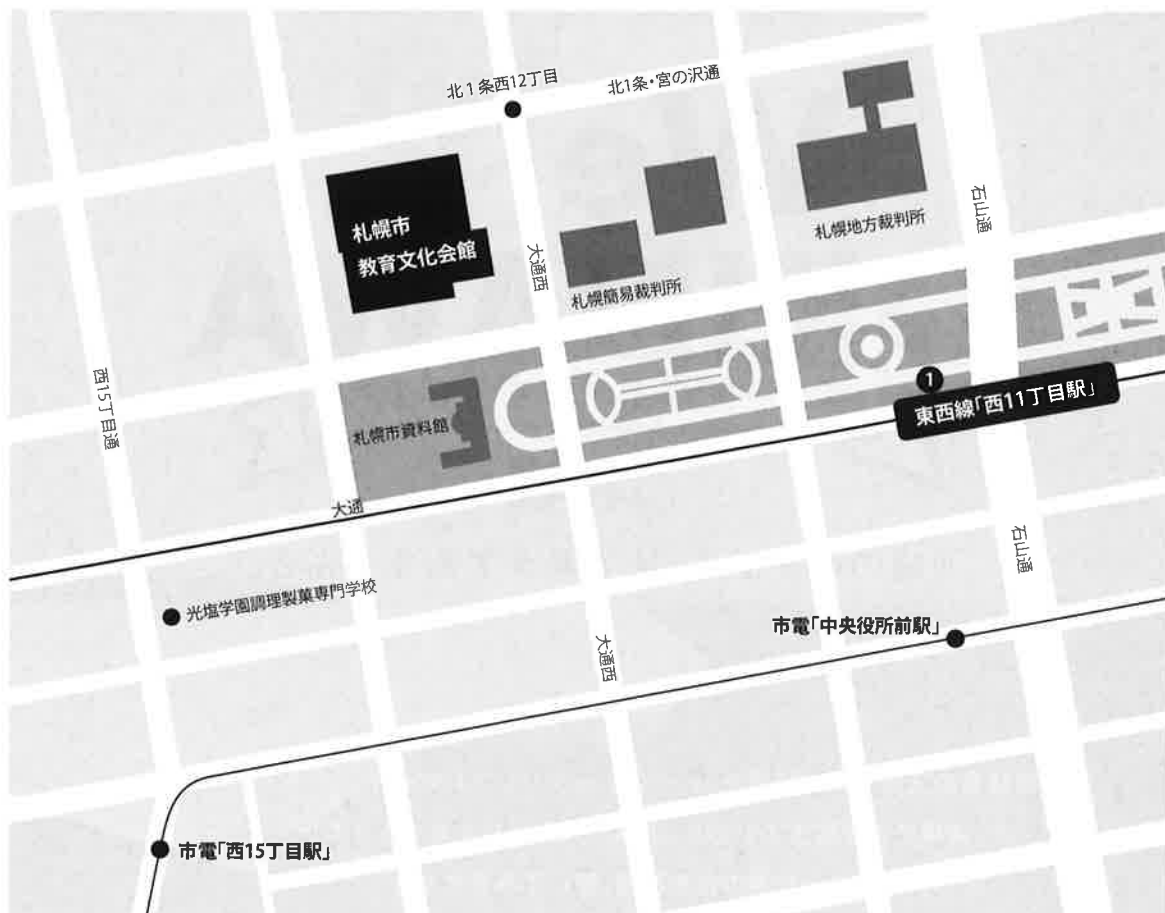 北1条西12丁目
北1条・宮の沢通
札幌市
教育文化会館
大通西
札幌簡易裁判所
札幌地方裁判所
石山通
西15丁目通
札幌市資料館
1
東西線「西11丁目駅」
大通
光塩学園調理製菓専門学校
石山通
市電「中央役所前駅」
大通西
市電「西15丁目駅」